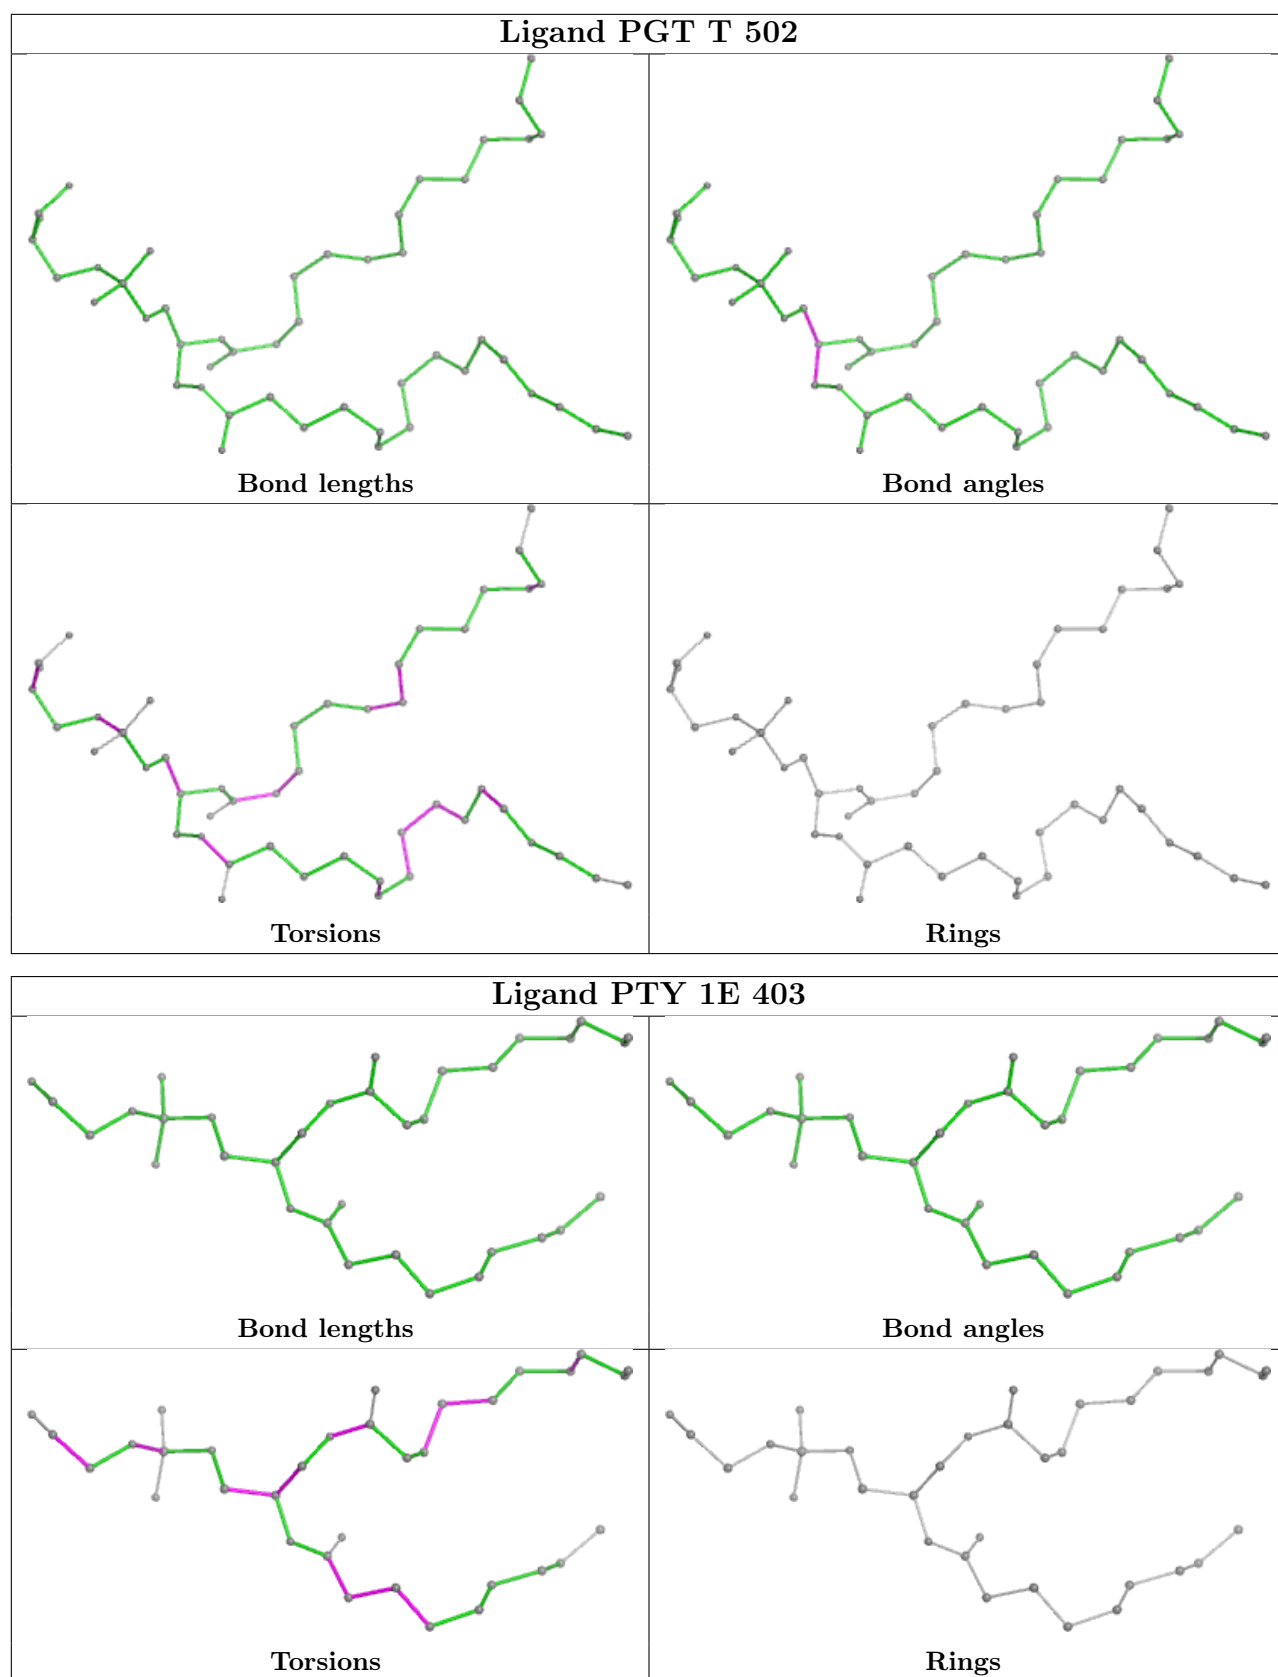 Ligand PGT T 502
Bond lengths
Bond angles
Torsions
Rings
Ligand PTY 1E 403
Bond lengths
Bond angles
Torsions
Rings